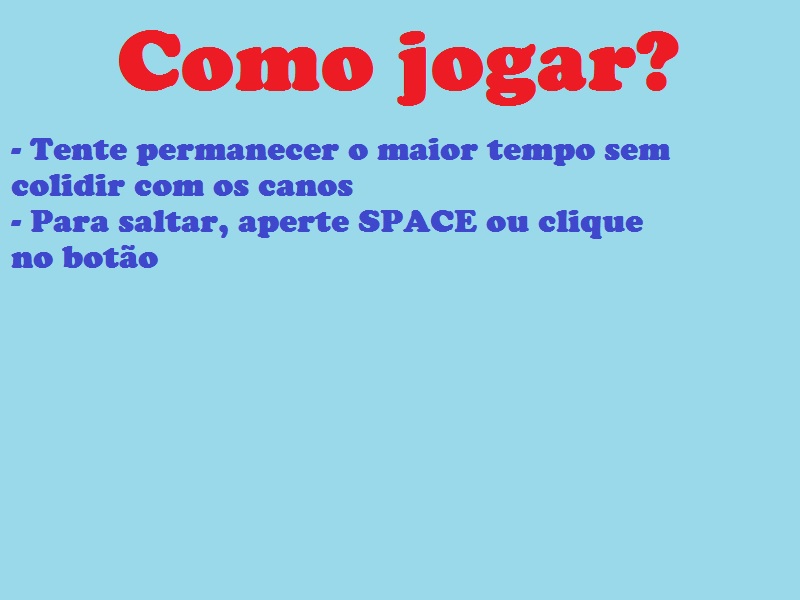 Como jogar?
- Tente permanecer o maior tempo sem
colidir com os canos
- Para saltar, aperte SPACE ou clique
no botão